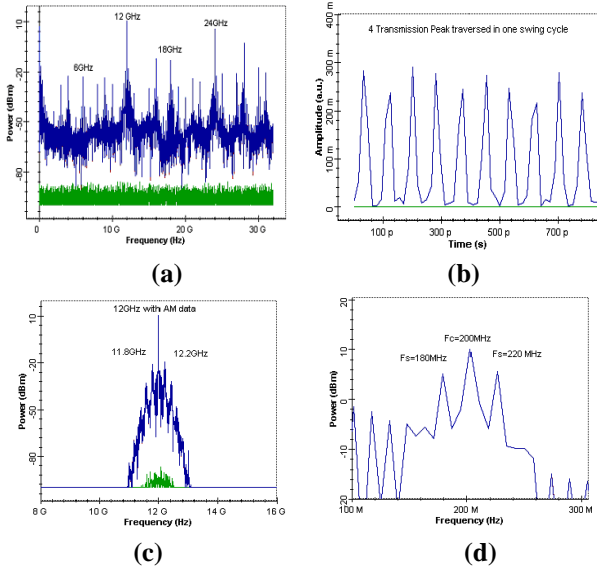 12 GHz
24GHz
6GHz
18GHz
Power (dBm)
10
-20
-50
-80
0
10 G
20 G
30 G
Frequency (Hz)
(a)
4 Transmission Peak traversed in one swing cycle
Amplitude (a.u.)
400 m
300 m
200 m
100 m
0
100 p
300 p
500 p
700 p
Time (s)
(b)
12GHz with AM data
11.8GHz
12.2GHz
Power (dBm)
10
-20
-50
-80
8 G
10 G
12 G
14 G
16 G
Frequency (Hz)
(c)
Fc=200MHz
Fs=180MHz
Fs=220 MHz
Power (dBm)
20
10
0
-10
20
100 M
200 M
300 M
Frequency (Hz)
(d)